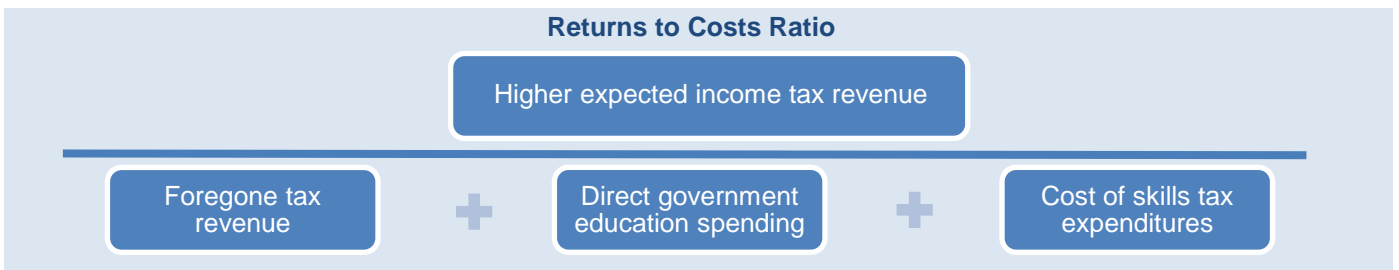 Returns to Costs Ratio
Higher expected income tax revenue
Foregone tax
revenue
Direct government
education spending
Cost of skills tax
expenditures